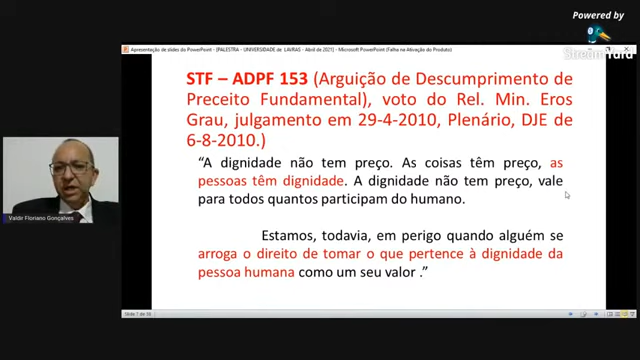 Powered by
StreamYard
Apresentação de slides do PowerPoint - [PALESTRA - UNIVERSIDADE de LAVRAS - Abril de 2021] - Microsoft PowerPoint (Falha na Ativação do Produto)
STF – ADPF 153 (Arguição de Descumprimento de
Preceito Fundamental), voto do Rel. Min. Eros
Grau, julgamento em 29-4-2010, Plenário, DJE de
6-8-2010.)
“A dignidade não tem preço. As coisas têm preço, as
pessoas têm dignidade. A dignidade não tem preço, vale
para todos quantos participam do humano.
Estamos, todavia, em perigo quando alguém se
arroga o direito de tomar o que pertence à dignidade da
pessoa humana como um seu valor .”
Valdir Floriano Gonçalves
Slide 7 de 36